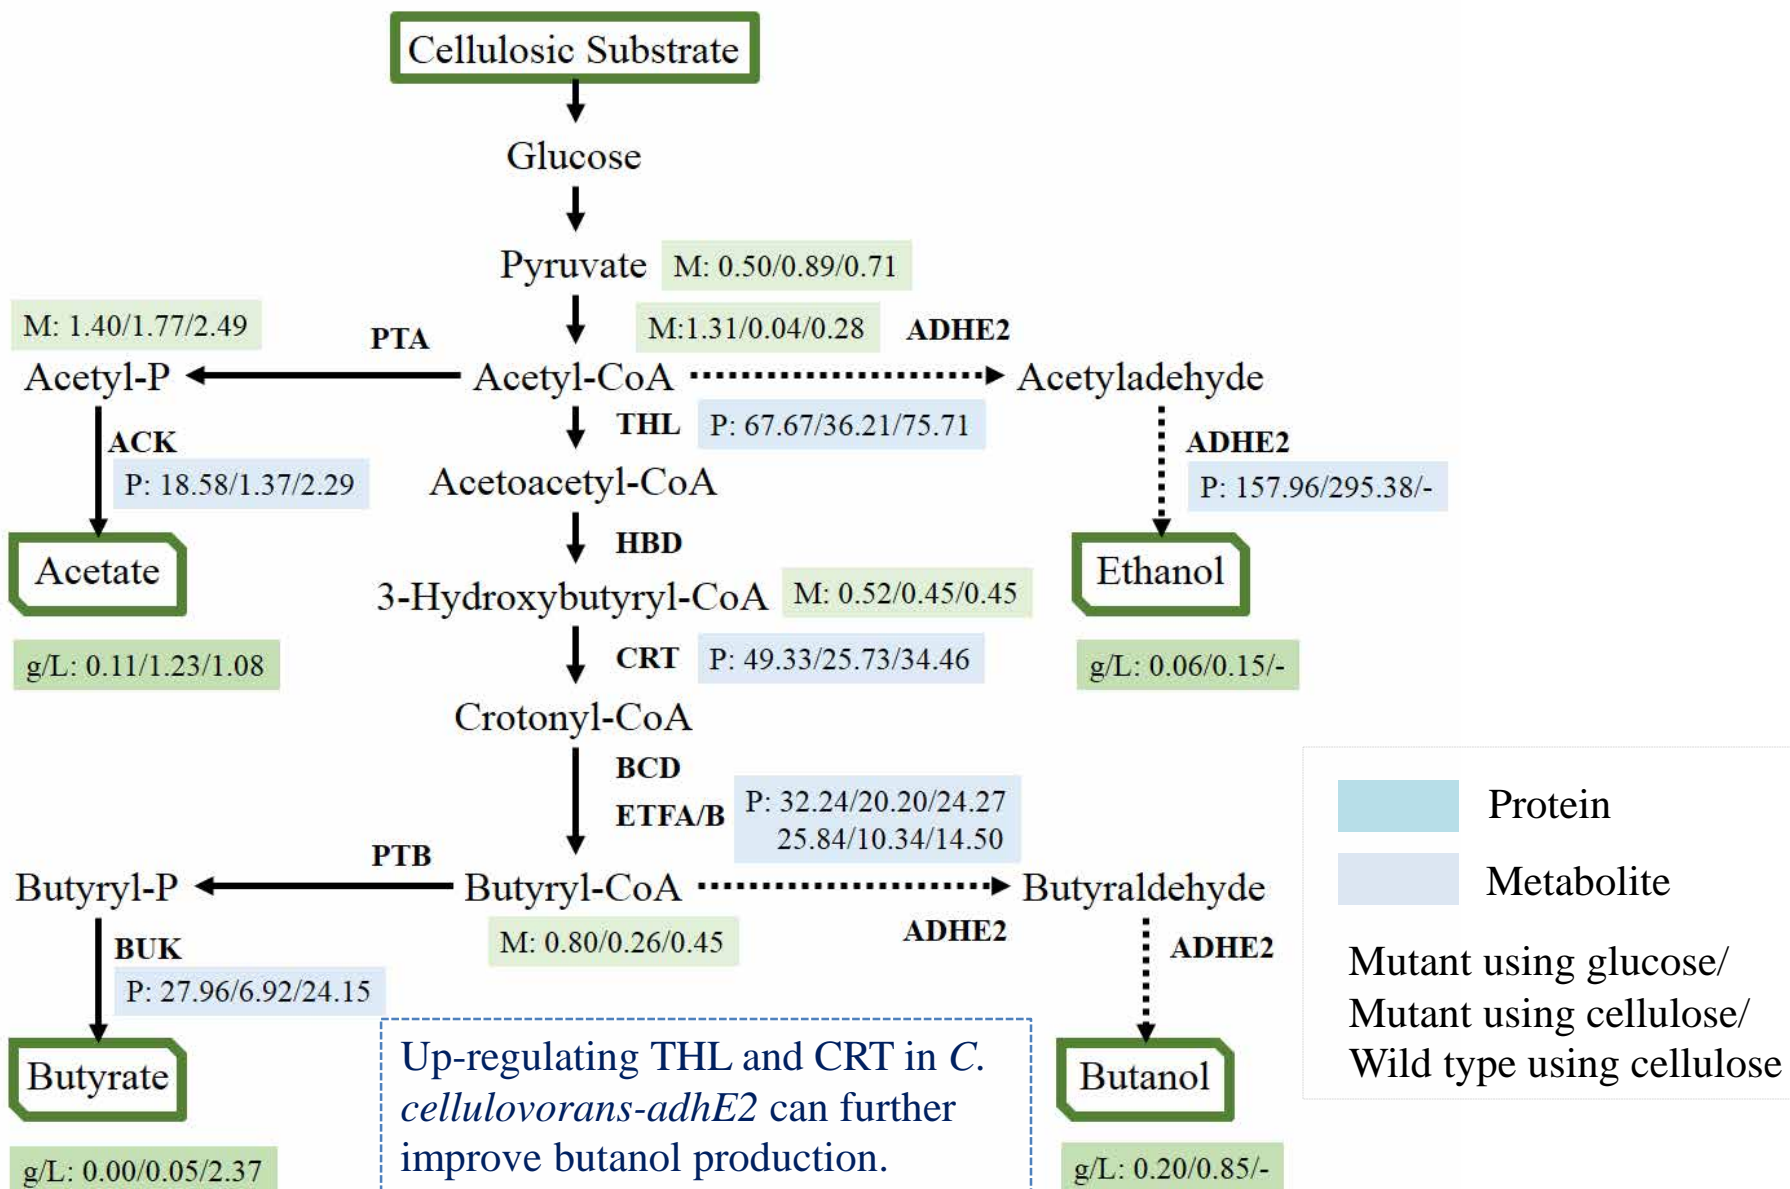 Cellulosic Substrate
Glucose
Pyruvate
M: 0.50/0.89/0.71
M: 1.40/1.77/2.49
PTA
M:1.31/0.04/0.28
ADHE2
Acetyl-P
Acetyl-CoA
Acetyladehyde
THL
P: 67.67/36.21/75.71
ACK
P: 18.58/1.37/2.29
ADHE2
P: 157.96/295.38/-
Acetoacetyl-CoA
HBD
Acetate
Ethanol
3-Hydroxybutyryl-CoA
M: 0.52/0.45/0.45
g/L: 0.11/1.23/1.08
CRT
P: 49.33/25.73/34.46
g/L: 0.06/0.15/-
Crotonyl-CoA
BCD
ETFA/B
P: 32.24/20.20/24.27
25.84/10.34/14.50
PTB
Butyryl-P
Butyryl-CoA
Butyraldehyde
M: 0.80/0.26/0.45
ADHE2
ADHE2
BUK
P: 27.96/6.92/24.15
Butyrate
Butanol
g/L: 0.00/0.05/2.37
g/L: 0.20/0.85/-
Up-regulating THL and CRT in C.
cellulovorans-adhE2 can further
improve butanol production.
Protein
Metabolite
Mutant using glucose/
Mutant using cellulose/
Wild type using cellulose